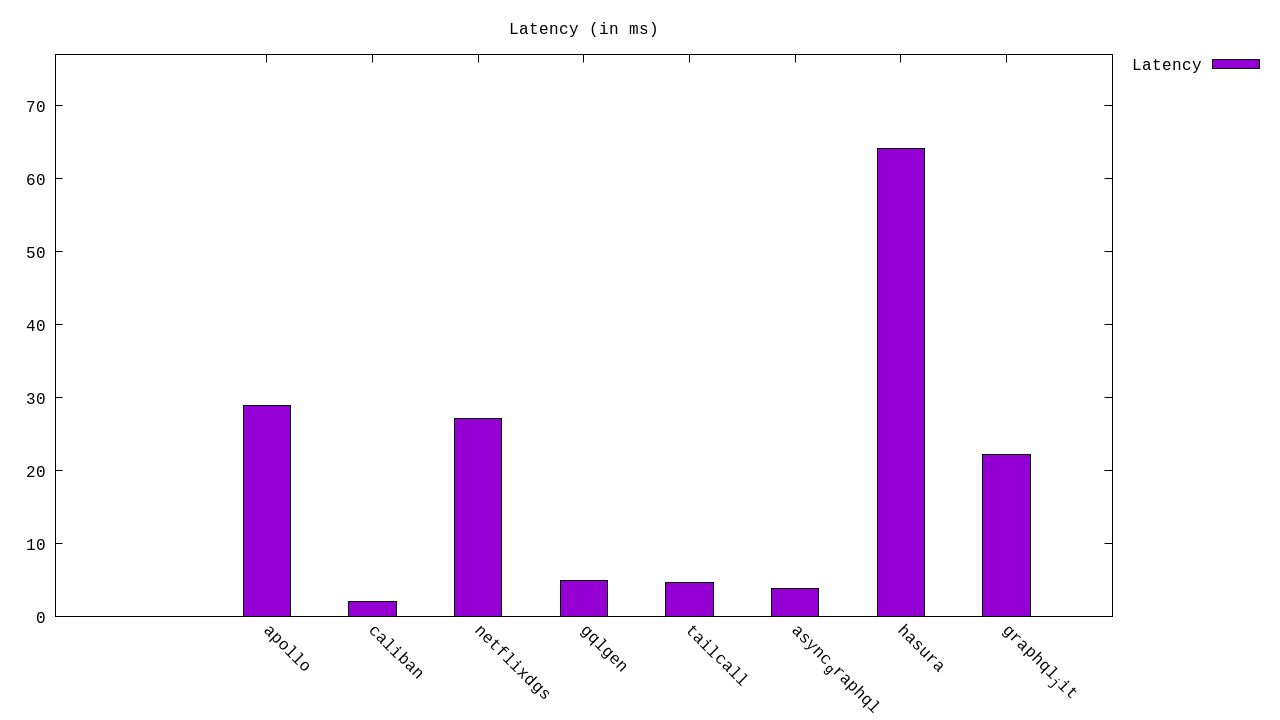 Latency (in ms)
Latency
70
60
50
40
30
20
10
0
apollo
caliban
netflixdgs
gqlgen
tailcall
async_graphql
hasura
graphql_jit